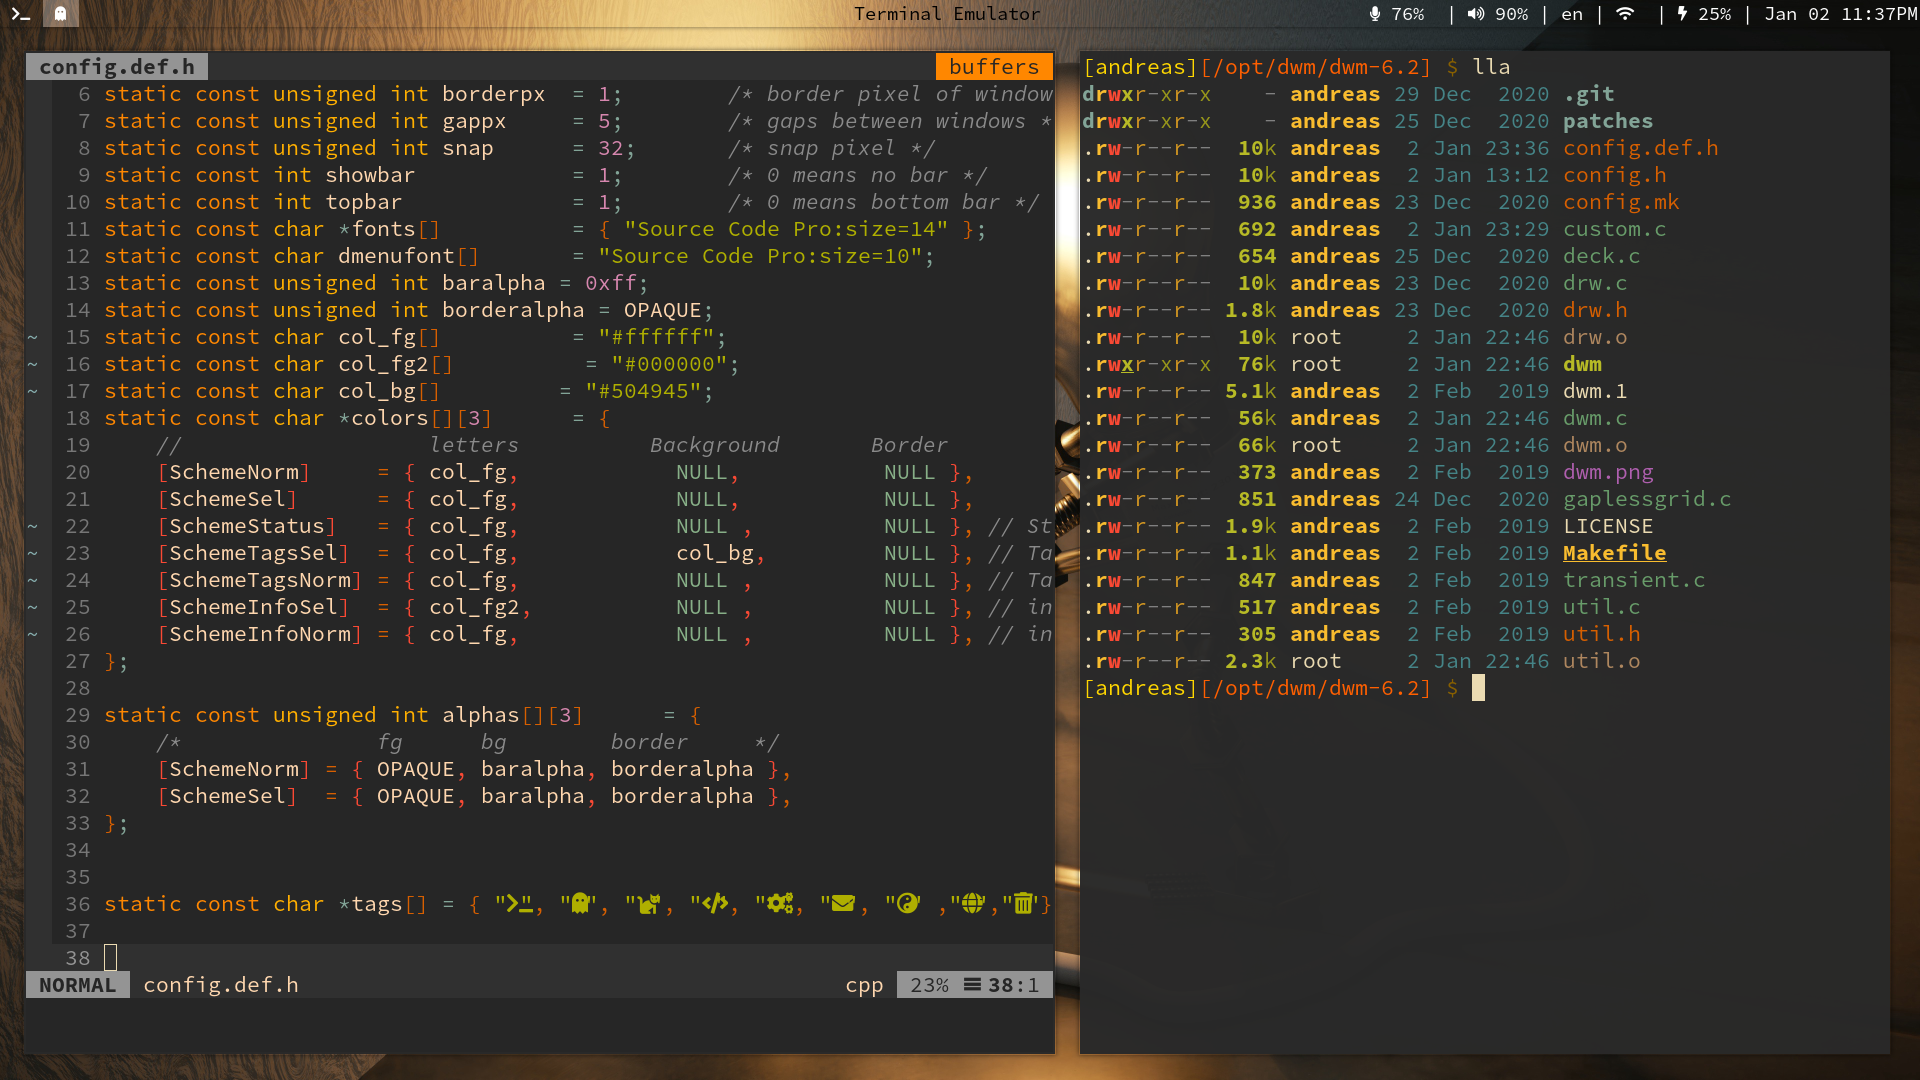 Terminal Emulator
76% | 90% | en | | 25% | Jan 02 11:37PM
config.def.h buffers
6 static const unsigned int borderpx = 1; /* border pixel of window
7 static const unsigned int gappx = 5; /* gaps between windows *
8 static const unsigned int snap = 32; /* snap pixel */
9 static const int showbar = 1; /* 0 means no bar */
10 static const int topbar = 1; /* 0 means bottom bar */
11 static const char *fonts[] = { "Source Code Pro:size=14" };
12 static const char dmenufont[] = "Source Code Pro:size=10";
13 static const unsigned int baralpha = 0xff;
14 static const unsigned int borderalpha = OPAQUE;
~ 15 static const char col_fg[] = "#ffffff";
~ 16 static const char col_fg2[] = "#000000";
~ 17 static const char col_bg[] = "#504945";
18 static const char *colors[][3] = {
19 // letters Background Border
20 [SchemeNorm] = { col_fg, NULL, NULL },
21 [SchemeSel] = { col_fg, NULL, NULL },
~ 22 [SchemeStatus] = { col_fg, NULL , NULL }, // St
~ 23 [SchemeTagsSel] = { col_fg, col_bg, NULL }, // Ta
~ 24 [SchemeTagsNorm] = { col_fg, NULL , NULL }, // Ta
~ 25 [SchemeInfoSel] = { col_fg2, NULL , NULL }, // in
~ 26 [SchemeInfoNorm] = { col_fg, NULL , NULL }, // in
27 };
28
29 static const unsigned int alphas[][3] = {
30 /* fg bg border */
31 [SchemeNorm] = { OPAQUE, baralpha, borderalpha },
32 [SchemeSel] = { OPAQUE, baralpha, borderalpha },
33 };
34
35
36 static const char *tags[] = { ">_", "", "", "</>", "", "", "" ,"",""}
37
38
NORMAL config.def.h cpp 23% ☰ 38:1
[andreas][/opt/dwm/dwm-6.2] $ lla
drwxr-xr-x - andreas 29 Dec 2020 .git
drwxr-xr-x - andreas 25 Dec 2020 patches
.rw-r--r-- 10k andreas 2 Jan 23:36 config.def.h
.rw-r--r-- 10k andreas 2 Jan 13:12 config.h
.rw-r--r-- 936 andreas 23 Dec 2020 config.mk
.rw-r--r-- 692 andreas 2 Jan 23:29 custom.c
.rw-r--r-- 654 andreas 25 Dec 2020 deck.c
.rw-r--r-- 10k andreas 23 Dec 2020 drw.c
.rw-r--r-- 1.8k andreas 23 Dec 2020 drw.h
.rw-r--r-- 10k root 2 Jan 22:46 drw.o
.rwxr-xr-x 76k root 2 Jan 22:46 dwm
.rw-r--r-- 5.1k andreas 2 Feb 2019 dwm.1
.rw-r--r-- 56k andreas 2 Jan 22:46 dwm.c
.rw-r--r-- 66k root 2 Jan 22:46 dwm.o
.rw-r--r-- 373 andreas 2 Feb 2019 dwm.png
.rw-r--r-- 851 andreas 24 Dec 2020 gaplessgrid.c
.rw-r--r-- 1.9k andreas 2 Feb 2019 LICENSE
.rw-r--r-- 1.1k andreas 2 Feb 2019 Makefile
.rw-r--r-- 847 andreas 2 Feb 2019 transient.c
.rw-r--r-- 517 andreas 2 Feb 2019 util.c
.rw-r--r-- 305 andreas 2 Feb 2019 util.h
.rw-r--r-- 2.3k root 2 Jan 22:46 util.o
[andreas][/opt/dwm/dwm-6.2] $